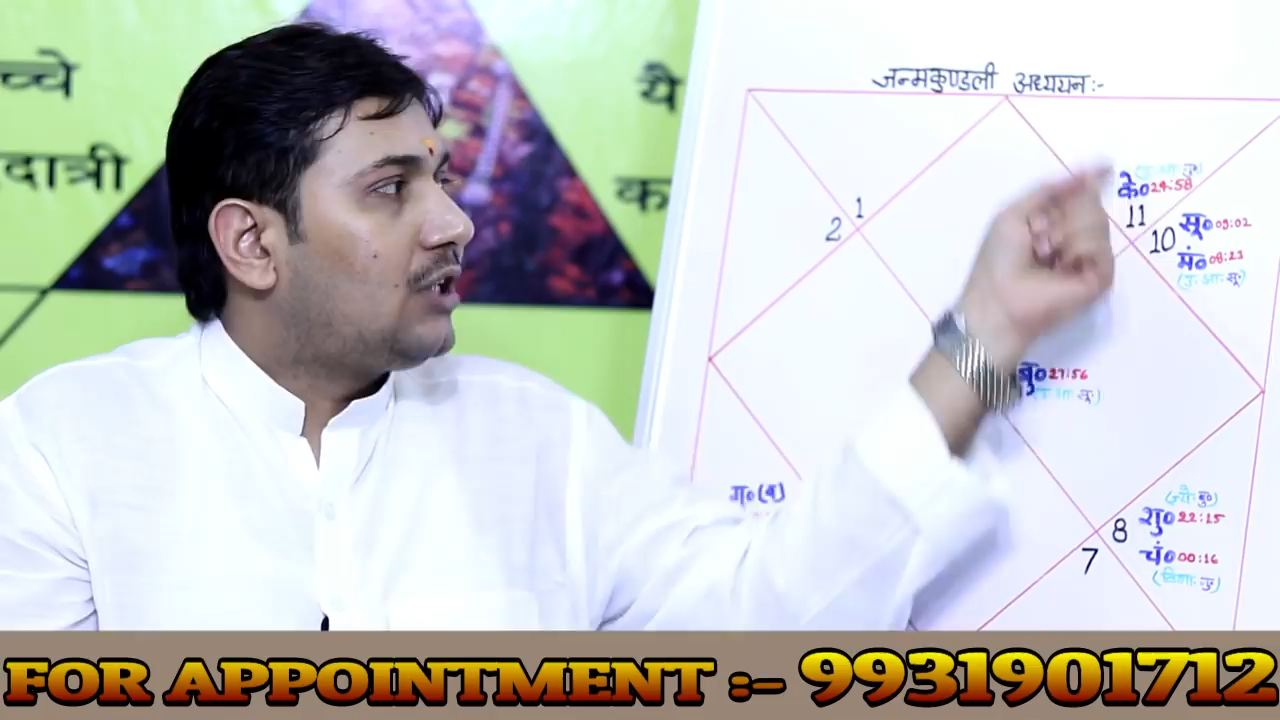 च्चे
दात्री
यै
क
जन्मकुण्डली अध्ययन:-
के० 24:58
11
10
सू० 09:02
मं० 08:23
1
2
बु० 27:56
गु० (व)
8
7
शु० 22:15
चं० 00:16
FOR APPOINTMENT :- 9931901712